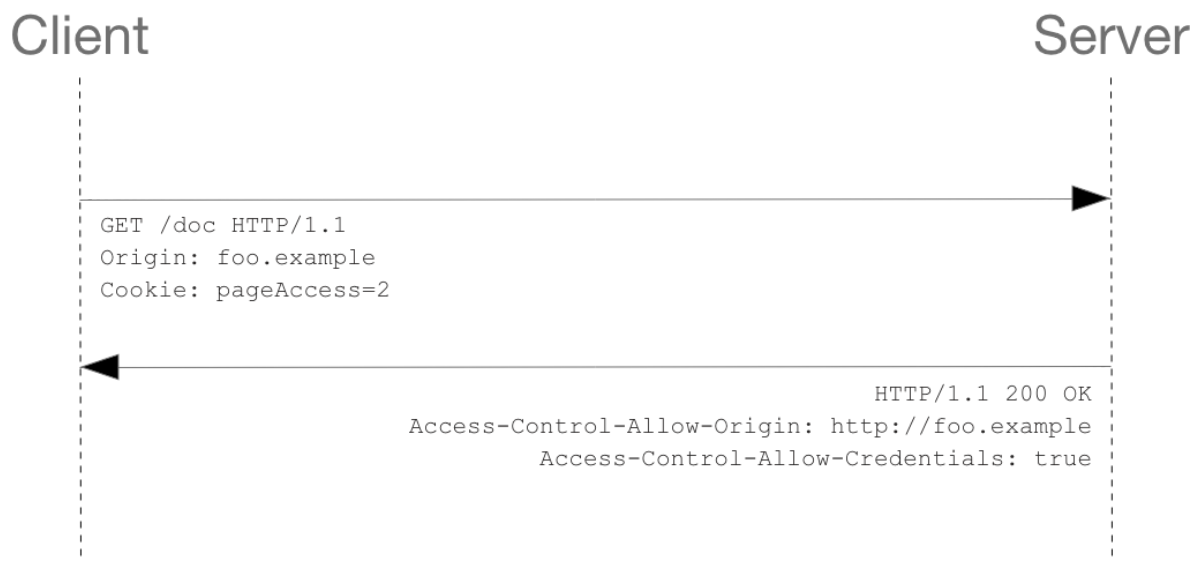 Client
Server
GET /doc HTTP/1.1
Origin: foo.example
Cookie: pageAccess=2
HTTP/1.1 200 OK
Access-Control-Allow-Origin: http://foo.example
Access-Control-Allow-Credentials: true